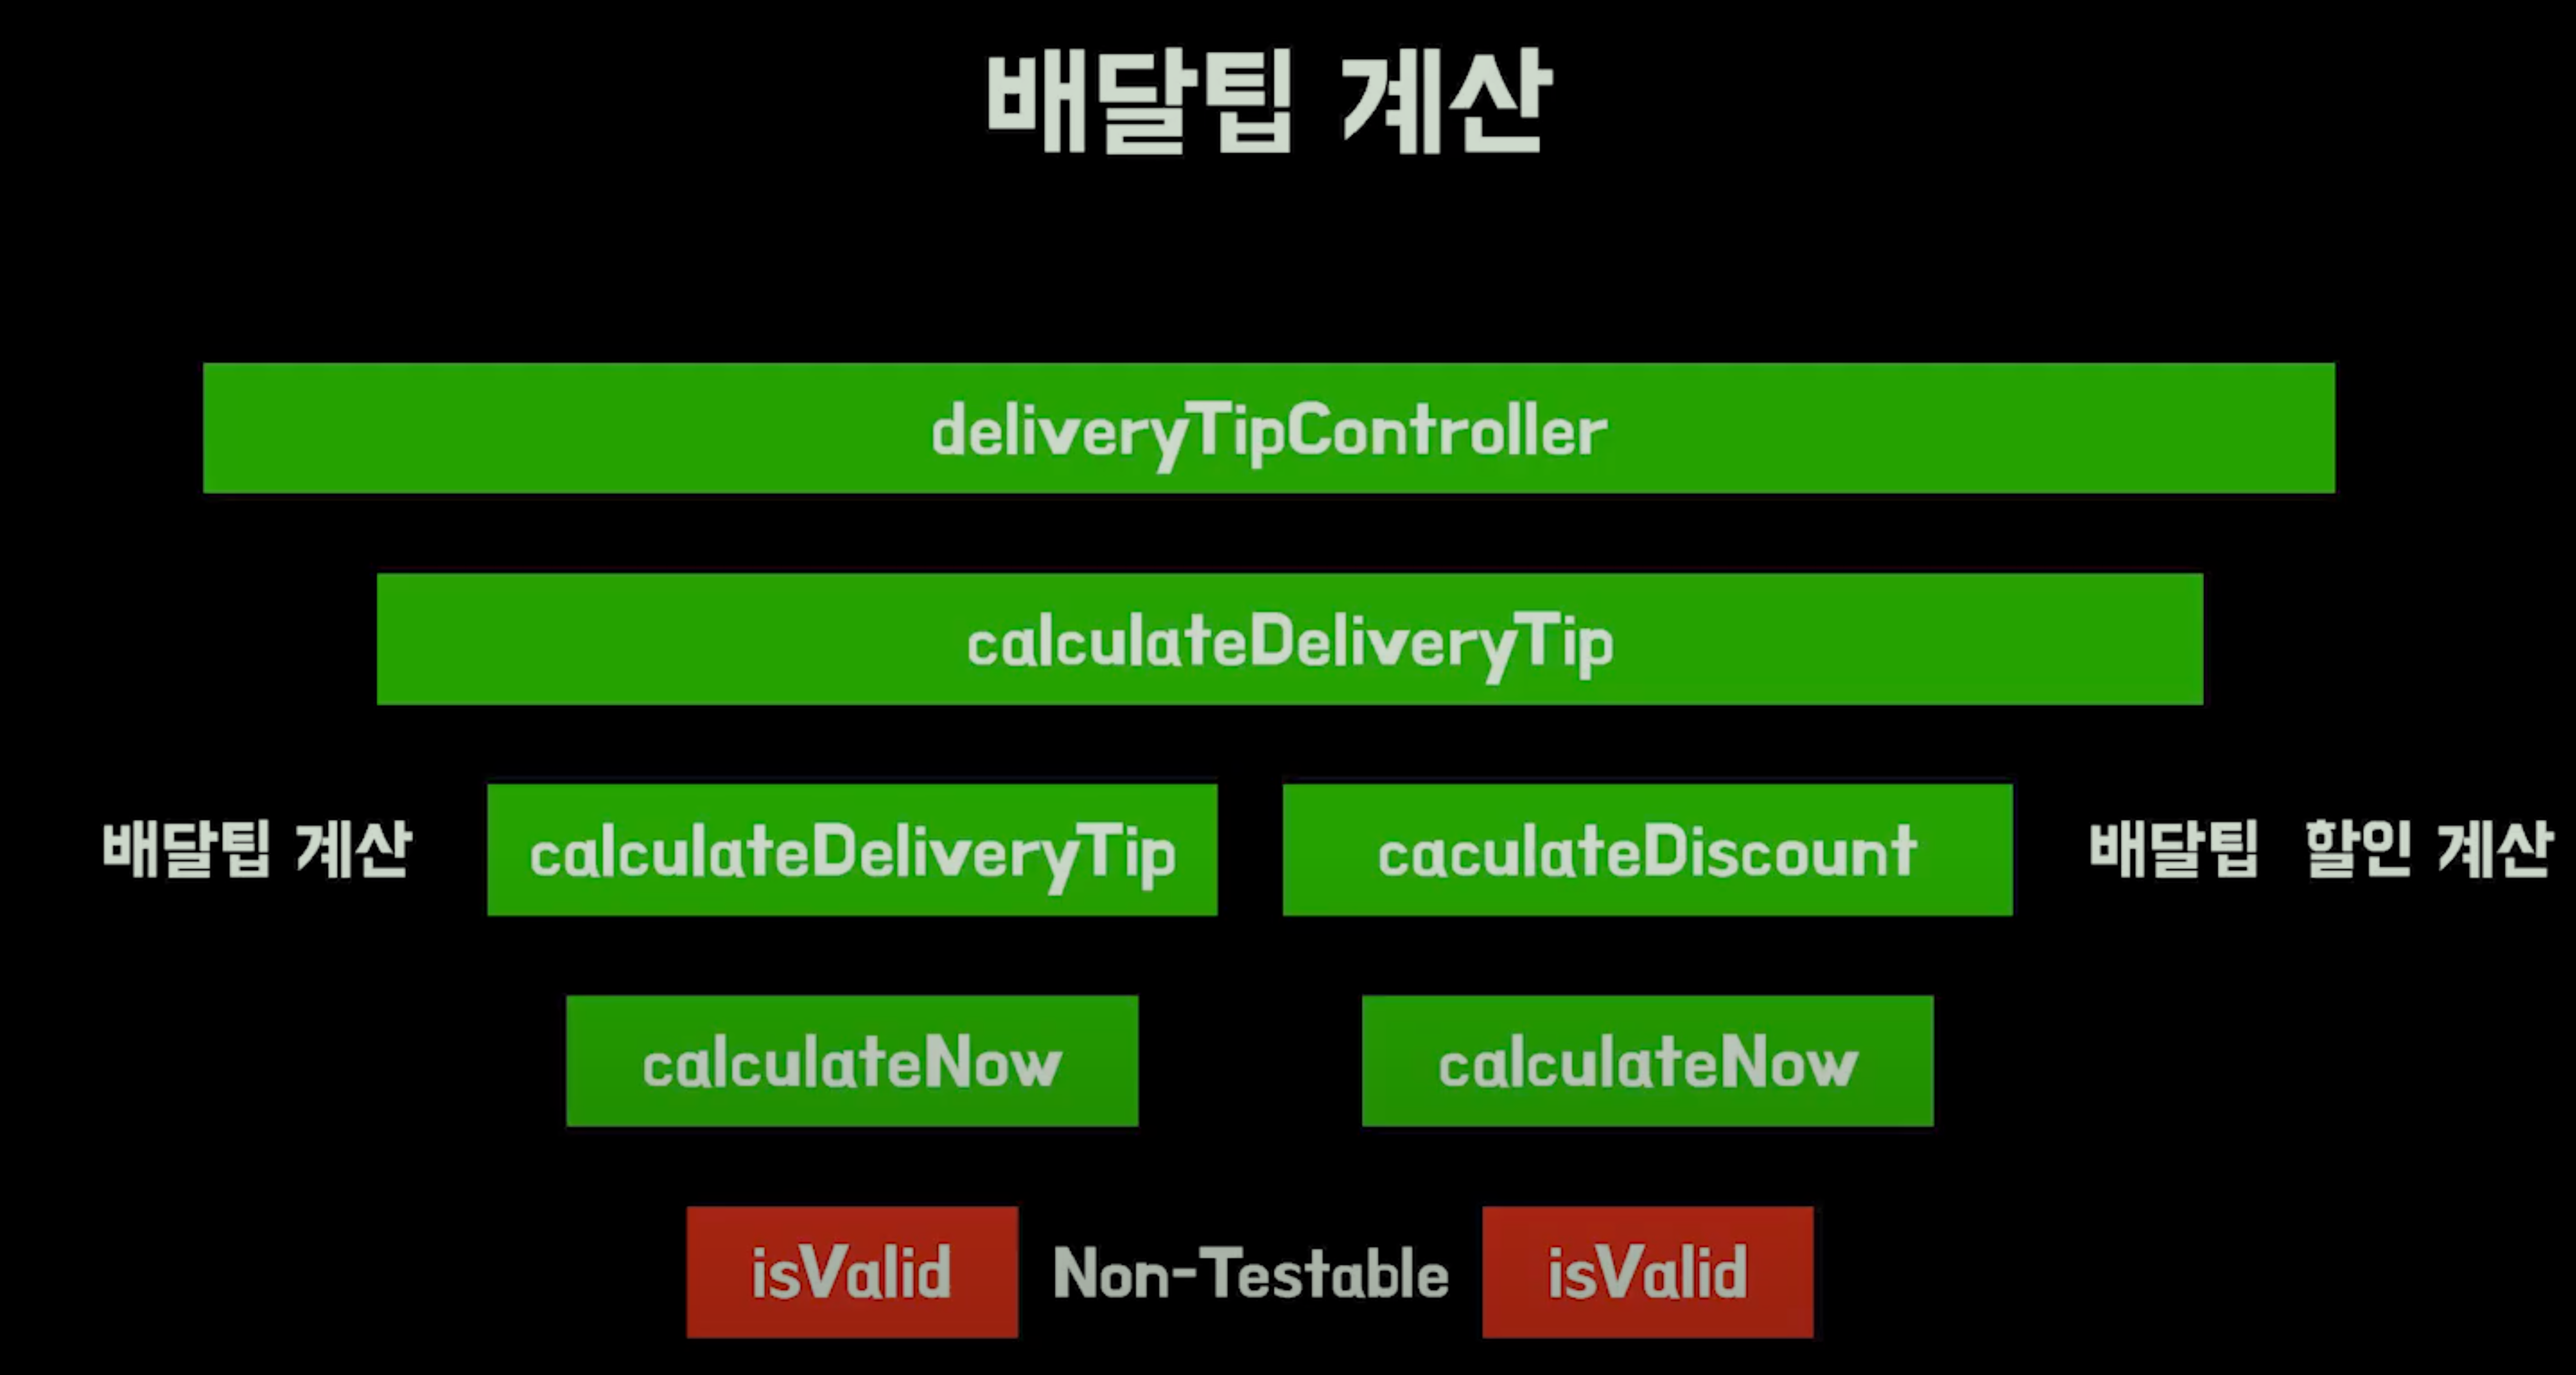 배달팁 계산
deliveryTipController
calculateDeliveryTip
배달팁 계산 calculateDeliveryTip caculateDiscount 배달팁 할인 계산
calculateNow calculateNow
isValid Non-Testable isValid